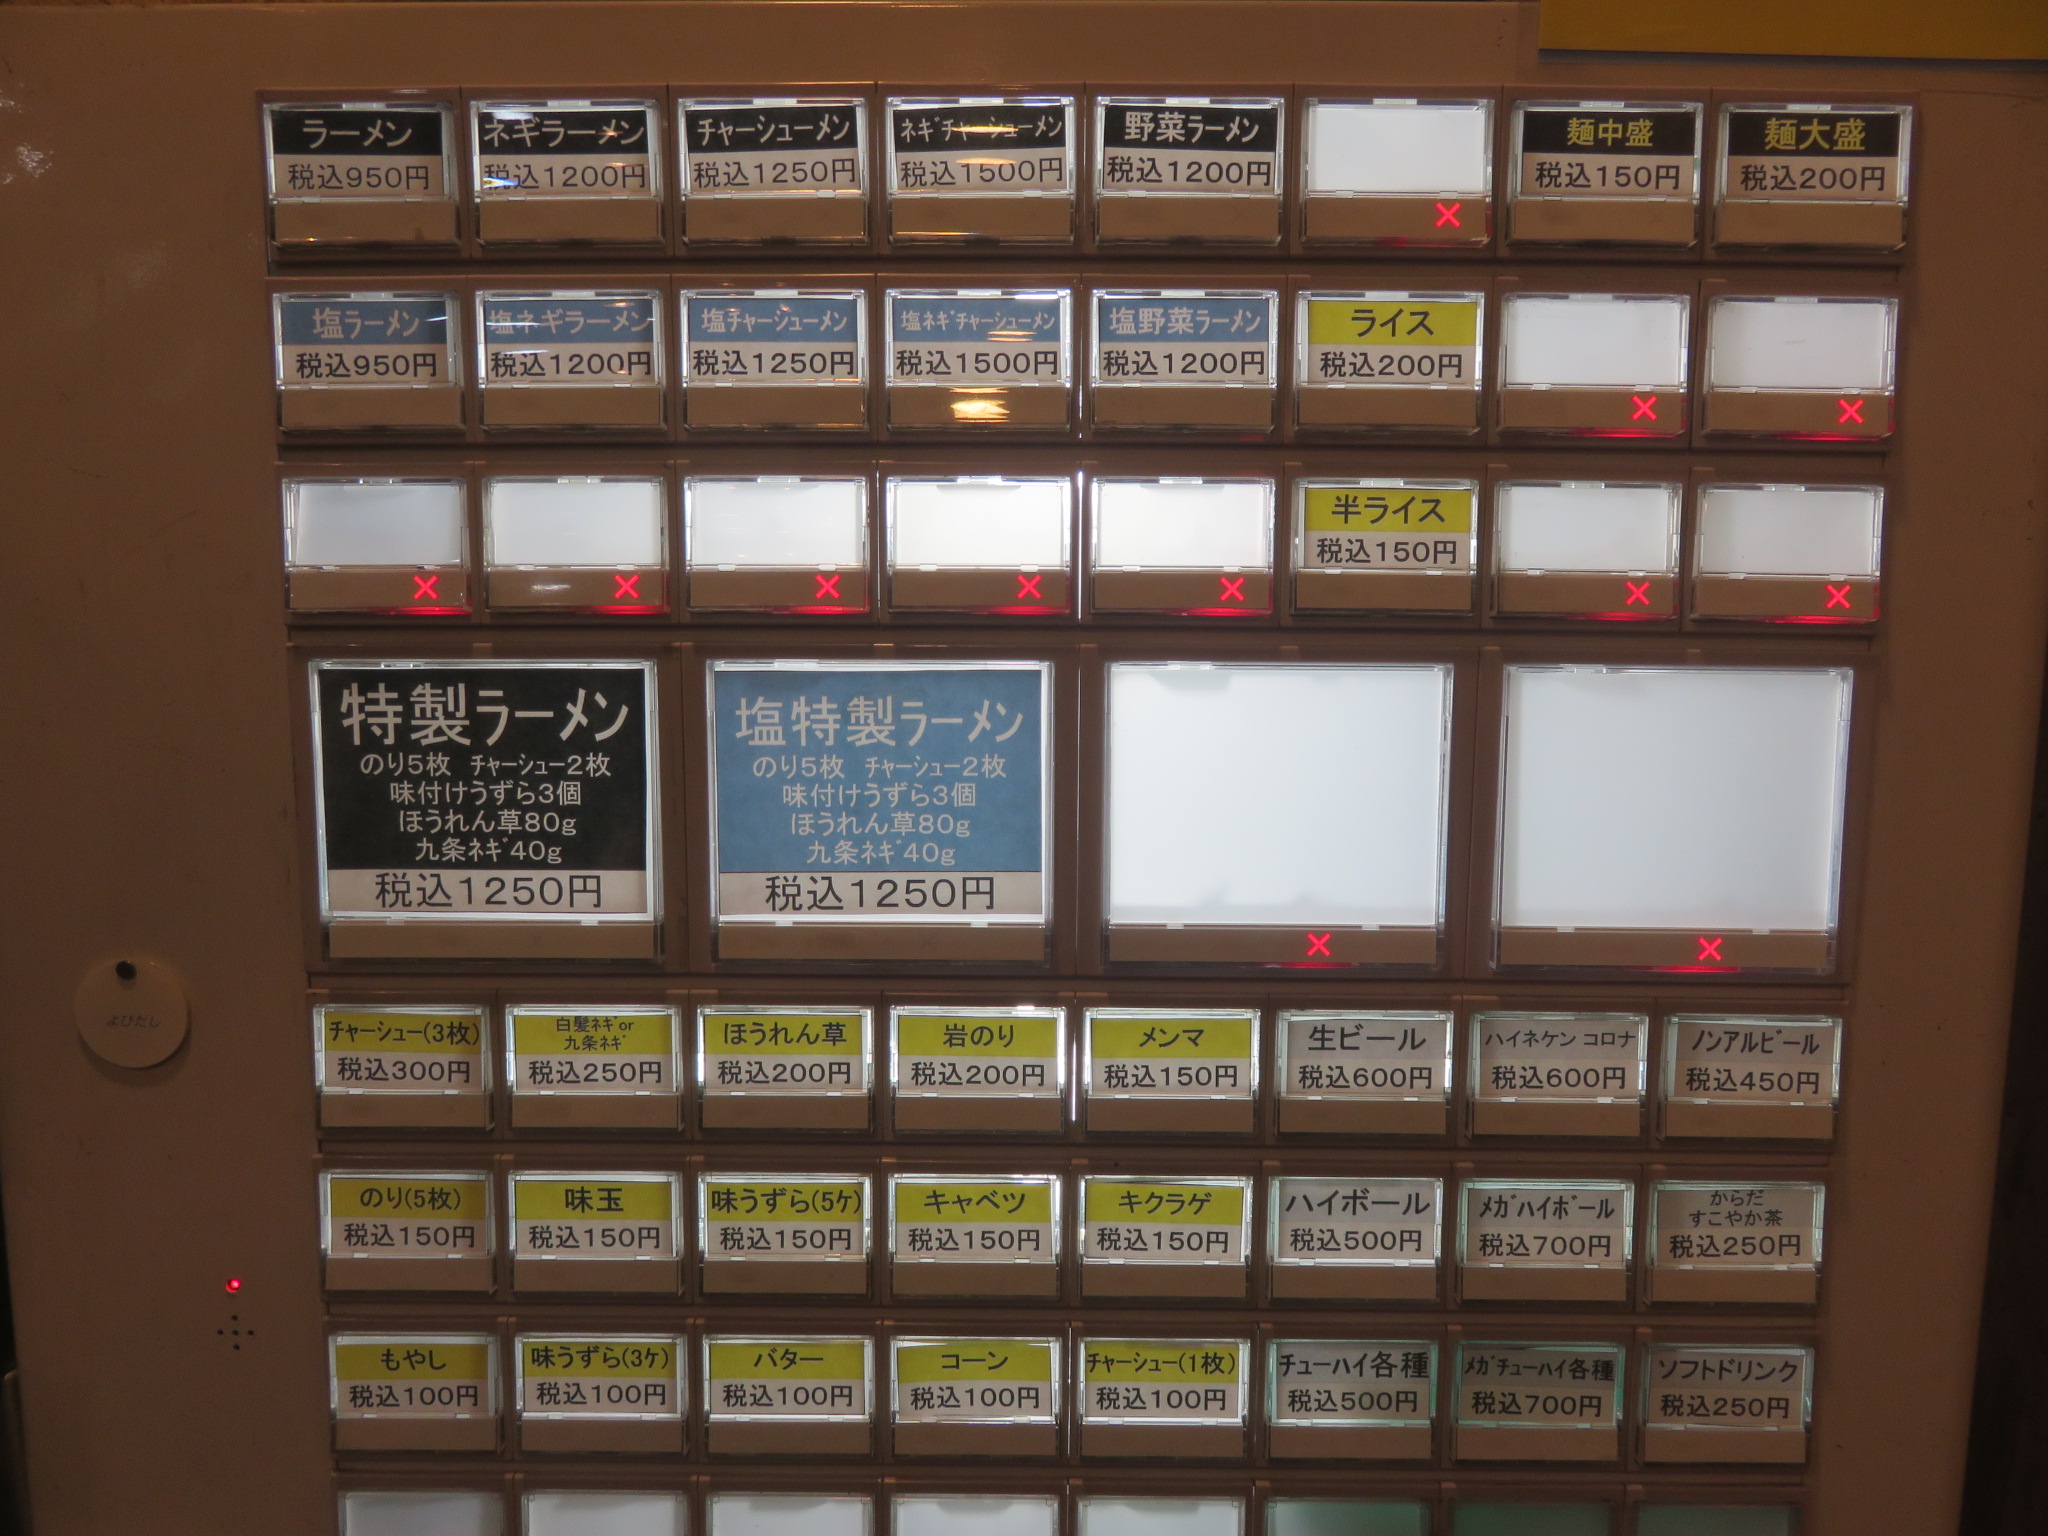 ラーメン
税込950円
ネギラーメン
税込1200円
チャーシューメン
税込1250円
ネギチャーシューメン
税込1500円
野菜ラーメン
税込1200円
麺中盛
税込150円
麺大盛
税込200円
塩ラーメン
税込950円
塩ネギラーメン
税込1200円
塩チャーシューメン
税込1250円
塩ネギチャーシューメン
税込1500円
塩野菜ラーメン
税込1200円
ライス
税込200円
半ライス
税込150円
特製ラーメン
のり5枚 チャーシュー2枚
味付けうずら3個
ほうれん草80g
九条ネギ40g
税込1250円
塩特製ラーメン
のり5枚 チャーシュー2枚
味付けうずら3個
ほうれん草80g
九条ネギ40g
税込1250円
チャーシュー(3枚)
税込300円
白髪ネギor
九条ネギ
税込250円
ほうれん草
税込200円
岩のり
税込200円
メンマ
税込150円
生ビール
税込600円
ハイネケン コロナ
税込600円
ノンアルビール
税込450円
よびだし
のり(5枚)
税込150円
味玉
税込150円
味うずら(5ケ)
税込150円
キャベツ
税込150円
キクラゲ
税込150円
ハイボール
税込500円
メガハイボール
税込700円
からだ
すこやか茶
税込250円
もやし
税込100円
味うずら(3ケ)
税込100円
バター
税込100円
コーン
税込100円
チャーシュー(1枚)
税込100円
チューハイ各種
税込500円
メガチューハイ各種
税込700円
ソフトドリンク
税込250円